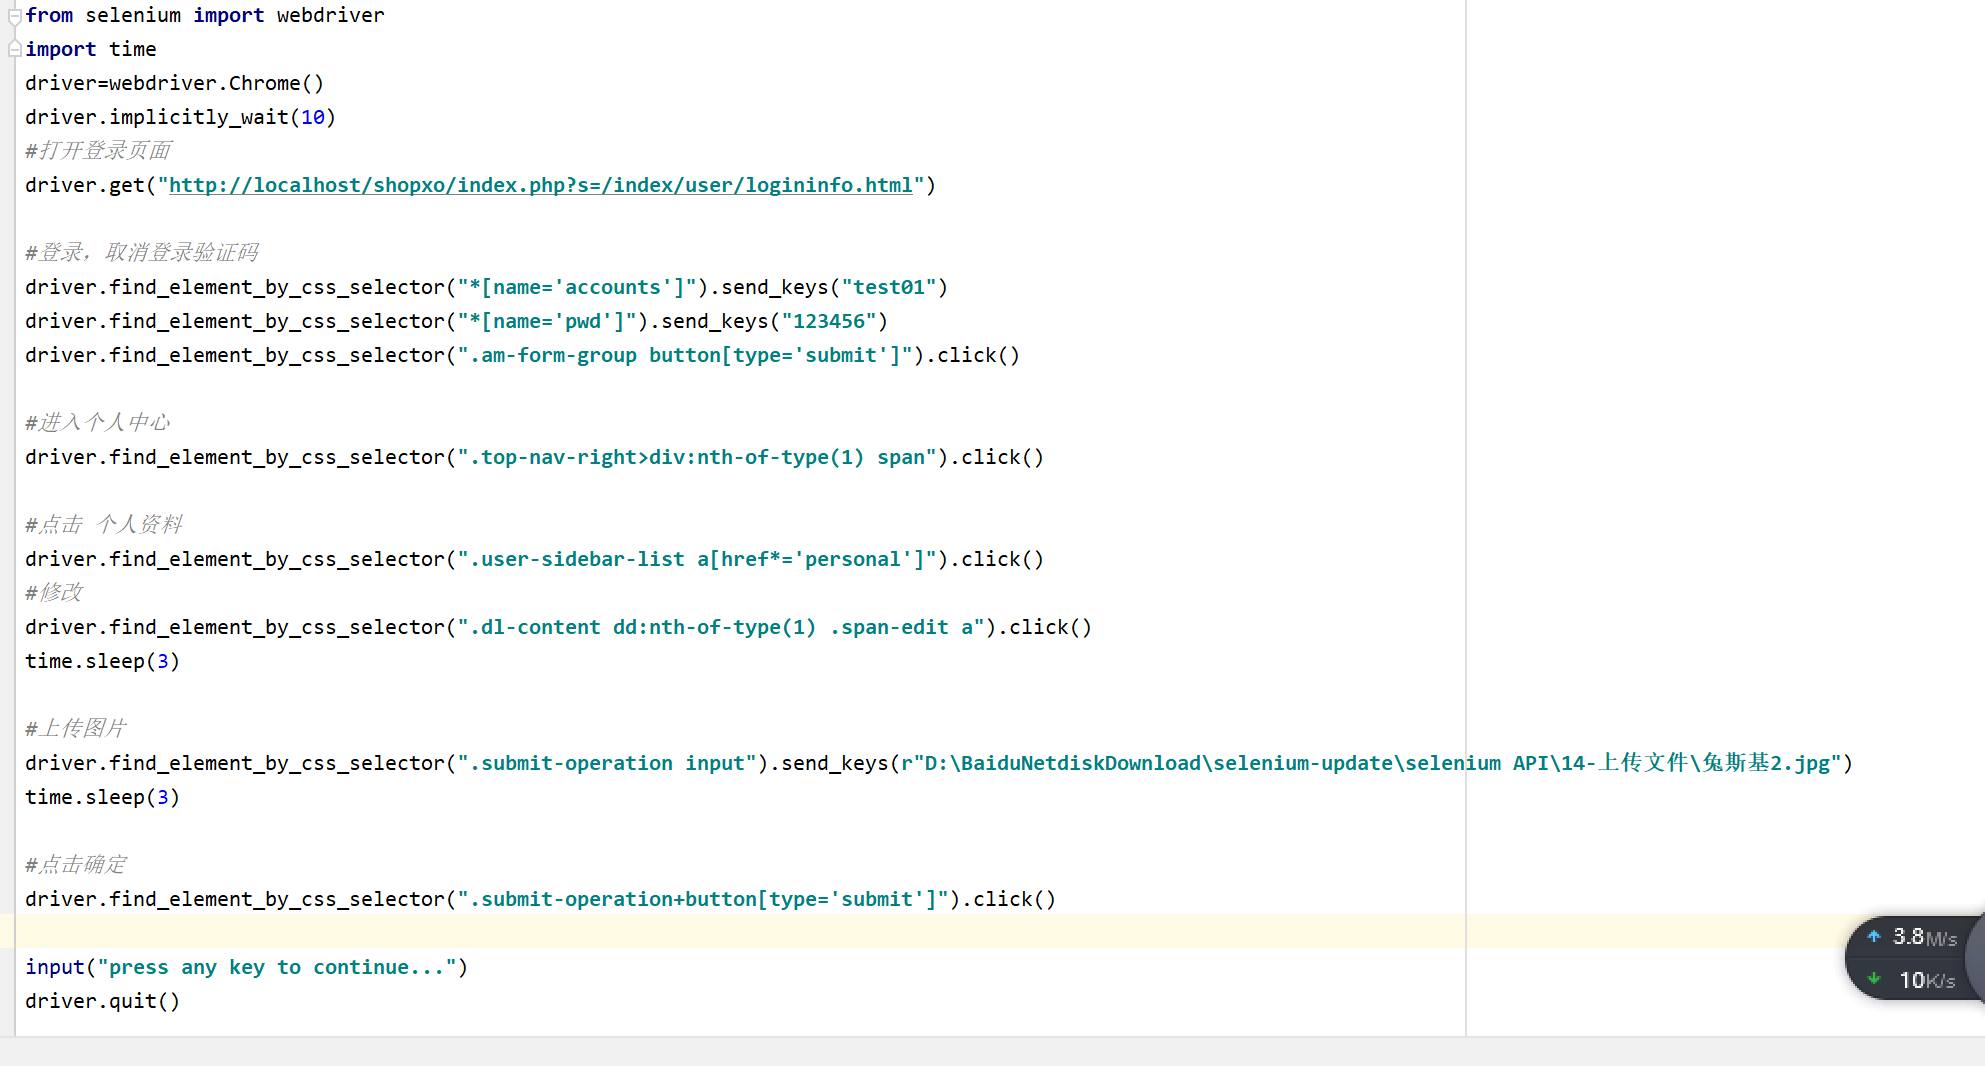 from selenium import webdriver
import time
driver=webdriver.Chrome()
driver.implicitly_wait(10)
#打开登录页面
driver.get("http://localhost/shopxo/index.php?s=/index/user/logininfo.html")
#登录，取消登录验证码
driver.find_element_by_css_selector("*[name='accounts']").send_keys("test01")
driver.find_element_by_css_selector("*[name='pwd']").send_keys("123456")
driver.find_element_by_css_selector(".am-form-group button[type='submit']").click()
#进入个人中心
driver.find_element_by_css_selector(".top-nav-right>div:nth-of-type(1) span").click()
#点击 个人资料
driver.find_element_by_css_selector(".user-sidebar-list a[href*='personal']").click()
#修改
driver.find_element_by_css_selector(".dl-content dd:nth-of-type(1) .span-edit a").click()
time.sleep(3)
#上传图片
driver.find_element_by_css_selector(".submit-operation input").send_keys(r"D:\BaiduNetdiskDownload\selenium-update\selenium API\14-上传文件\兔斯基2.jpg")
time.sleep(3)
#点击确定
driver.find_element_by_css_selector(".submit-operation+button[type='submit']").click()
input("press any key to continue...")
driver.quit()
3.8M/s
10K/s